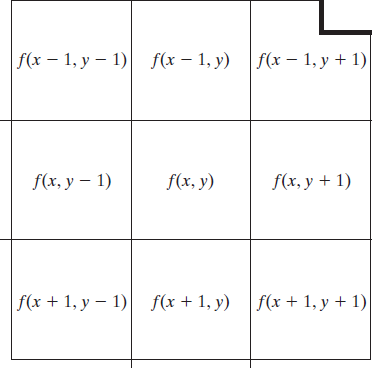 f(x − 1, y − 1) f(x − 1, y) f(x − 1, y + 1)
f(x, y − 1) f(x, y) f(x, y + 1)
f(x + 1, y − 1) f(x + 1, y) f(x + 1, y + 1)